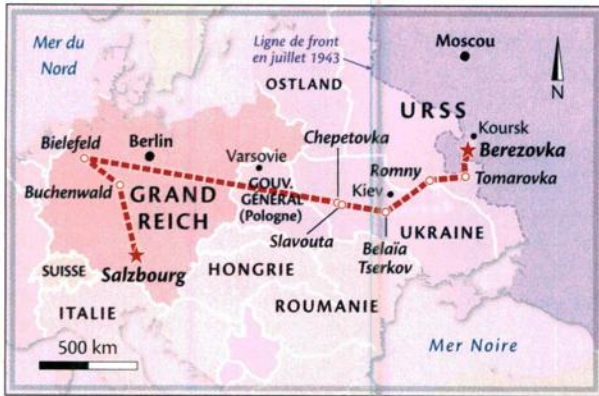 Mer du
Nord
Ligne de front
en juillet 1943
Moscou
N
OSTLAND
URSS
Chepetovka
Koursk
Berezovka
Bielefeld
Berlin
Varsovie
Romny
Tomarovka
Buchenwald
GRAND
REICH
GOUV.
GÉNÉRAL
(Pologne)
Kiev
Slavouta
Belaïa
Tserkov
UKRAINE
SUISSE
Salzbourg
HONGRIE
ITALIE
ROUMANIE
500 km
Mer Noire